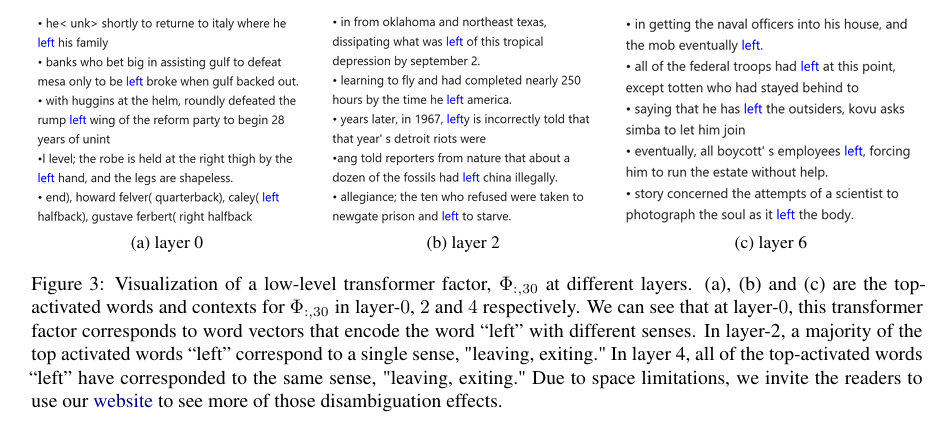 • he< unk> shortly to returne to italy where he
left his family
• banks who bet big in assisting gulf to defeat
mesa only to be left broke when gulf backed out.
• with huggins at the helm, roundly defeated the
rump left wing of the reform party to begin 28
years of unint
•l level; the robe is held at the right thigh by the
left hand, and the legs are shapeless.
• end), howard felver( quarterback), caley( left
halfback), gustave ferbert( right halfback
(a) layer 0
• in from oklahoma and northeast texas,
dissipating what was left of this tropical
depression by september 2.
• learning to fly and had completed nearly 250
hours by the time he left america.
• years later, in 1967, lefty is incorrectly told that
that year' s detroit riots were
•ang told reporters from nature that about a
dozen of the fossils had left china illegally.
• allegiance; the ten who refused were taken to
newgate prison and left to starve.
(b) layer 2
• in getting the naval officers into his house, and
the mob eventually left.
• all of the federal troops had left at this point,
except totten who had stayed behind to
• saying that he has left the outsiders, kovu asks
simba to let him join
• eventually, all boycott' s employees left, forcing
him to run the estate without help.
• story concerned the attempts of a scientist to
photograph the soul as it left the body.
(c) layer 6
Figure 3: Visualization of a low-level transformer factor, Φ:,30 at different layers. (a), (b) and (c) are the top-
activated words and contexts for Φ:,30 in layer-0, 2 and 4 respectively. We can see that at layer-0, this transformer
factor corresponds to word vectors that encode the word “left” with different senses. In layer-2, a majority of the
top activated words “left” correspond to a single sense, "leaving, exiting." In layer 4, all of the top-activated words
“left” have corresponded to the same sense, "leaving, exiting." Due to space limitations, we invite the readers to
use our website to see more of those disambiguation effects.